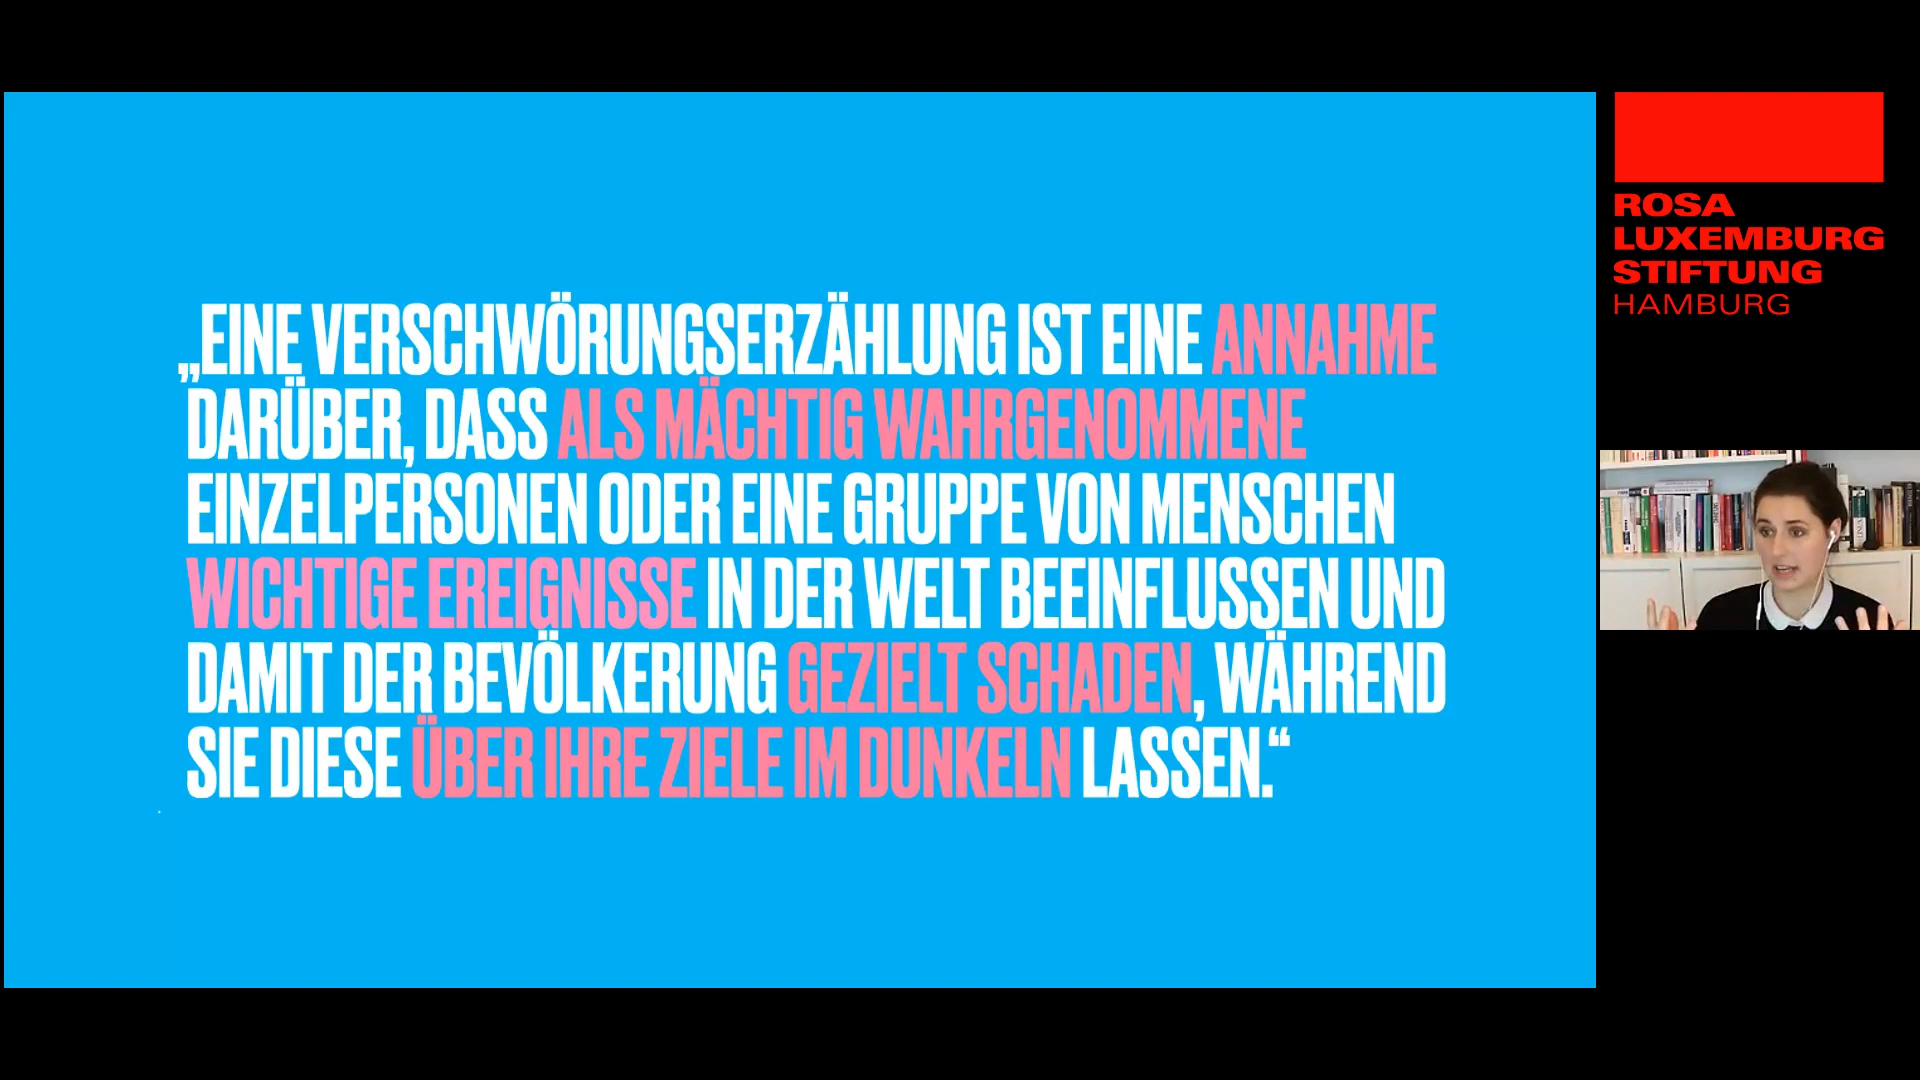 „EINE VERSCHWÖRUNGSERZÄHLUNG IST EINE ANNAHME
DARÜBER, DASS ALS MÄCHTIG WAHRGENOMMENE
EINZELPERSONEN ODER EINE GRUPPE VON MENSCHEN
WICHTIGE EREIGNISSE IN DER WELT BEEINFLUSSEN UND
DAMIT DER BEVÖLKERUNG GEZIELT SCHADEN, WÄHREND
SIE DIESE ÜBER IHRE ZIELE IM DUNKELN LASSEN.“
ROSA
LUXEMBURG
STIFTUNG
HAMBURG